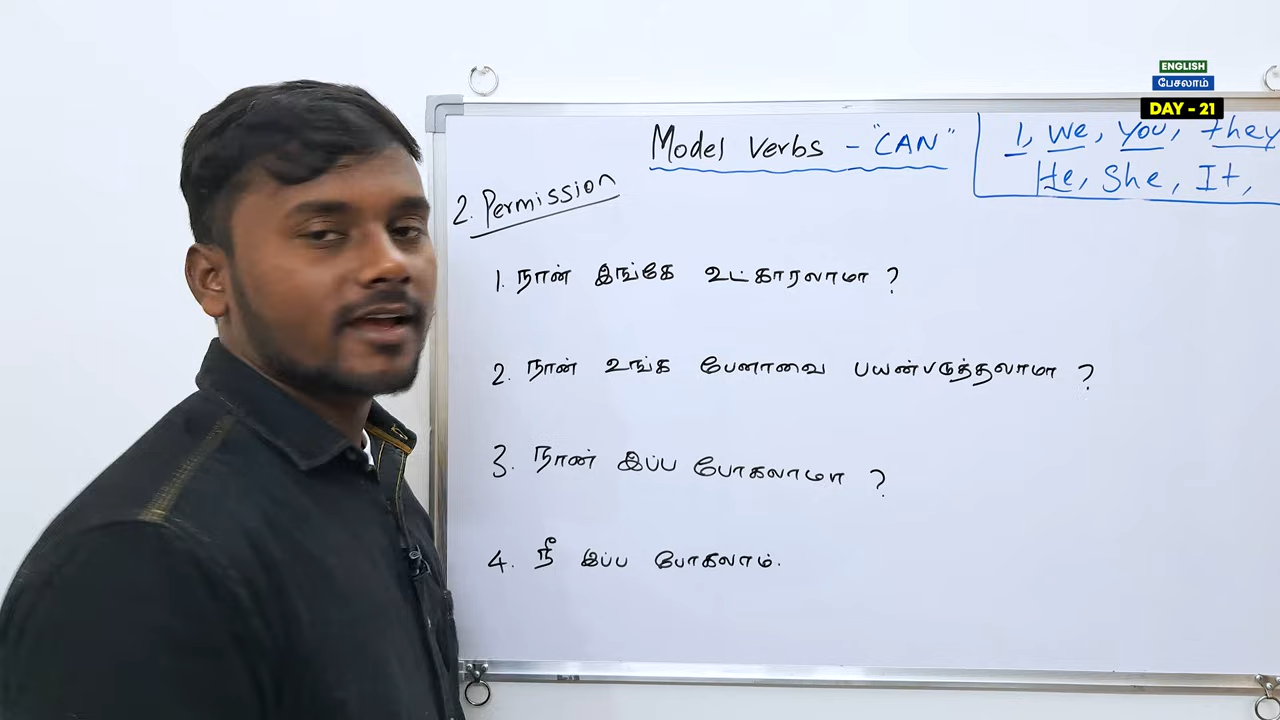 ENGLISH
பேசலாம்
DAY - 21
Model Verbs - "CAN"
1, We, You, they
He, She, It,
2. Permission
1. நான் இங்கே உட்காரலாமா ?
2. நான் உங்க பேனாவை பயன்படுத்தலாமா ?
3. நான் இப்ப போகலாமா ?
4. நீ இப்ப போகலாம்.